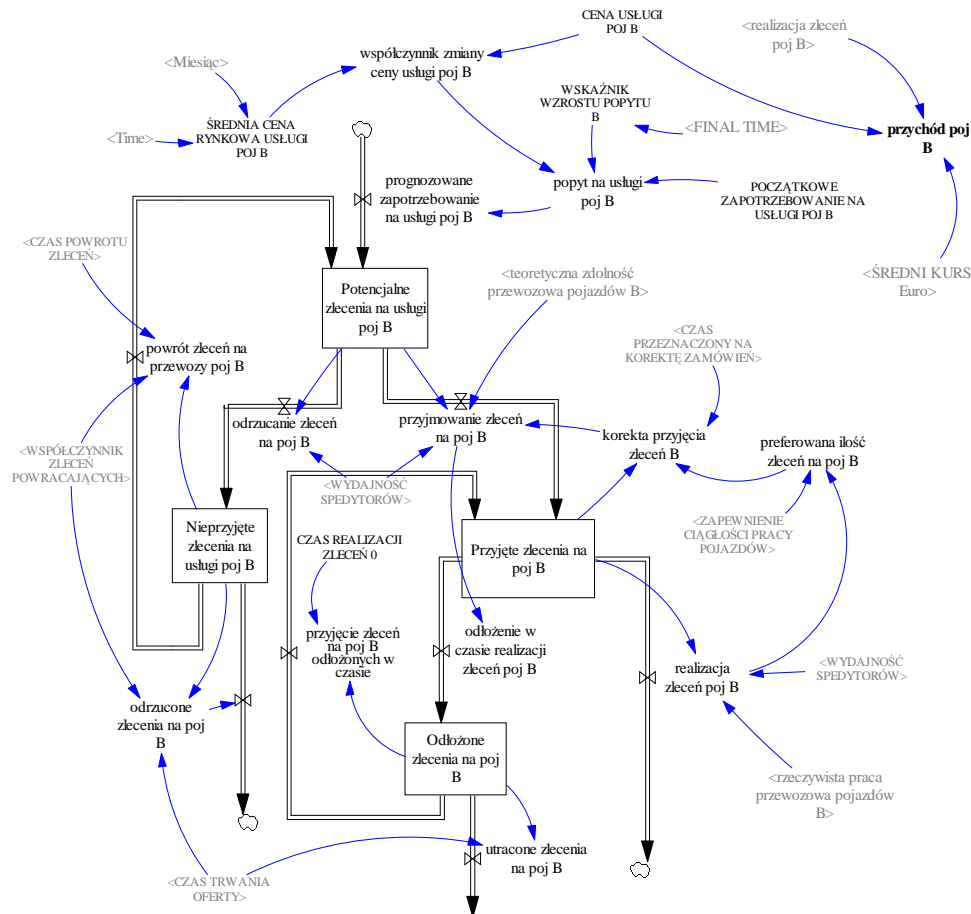 CENA USŁUGI
POJ B
<realizacja zleceń
poj B>
<Miesiąc>
współczynnik zmiany
ceny usługi poj B
WSKAŹNIK
WZROSTU POPYTU
B
<Time>
ŚREDNIA CENA
RYNKOWA USŁUGI
POJ B
<FINAL TIME>
przychód poj
B
prognozowane
zapotrzebowanie
na usługi poj B
popyt na usługi
poj B
POCZĄTKOWE
ZAPOTRZEBOWANIE NA
USŁUGI POJ B
<CZAS POWROTU
ZLECEŃ>
<teoretyczna zdolność
przewozowa pojazdów B>
<ŚREDNI KURS
Euro>
Potencjalne
zlecenia na usługi
poj B
<CZAS
PRZEZNACZONY NA
KOREKTĘ ZAMÓWIEŃ>
powrót zleceń na
przewozy poj B
odrzucanie zleceń
na poj B
przyjmowanie zleceń
na poj B
korekta przyjęcia
zleceń B
preferowana ilość
zleceń na poj B
<WSPÓŁCZYNNIK
ZLECEŃ
POWRACAJĄCYCH>
<WYDAJNOŚĆ
SPEDYTORÓW>
Nieprzyjęte
zlecenia na
usługi poj B
CZAS REALIZACJI
ZLECEŃ 0
Przyjęte zlecenia na
poj B
<ZAPEWNIENIE
CIĄGŁOŚCI PRACY
POJAZDÓW>
przyjęcie zleceń
na poj B
odłożonych w
czasie
odłożenie w
czasie realizacji
zleceń poj B
realizacja
zleceń poj B
<WYDAJNOŚĆ
SPEDYTORÓW>
odrzucone
zlecenia na poj
B
Odłożone
zlecenia na poj
B
<rzeczywista praca
przewozowa pojazdów
B>
utracone zlecenia
na poj B
<CZAS TRWANIA
OFERTY>